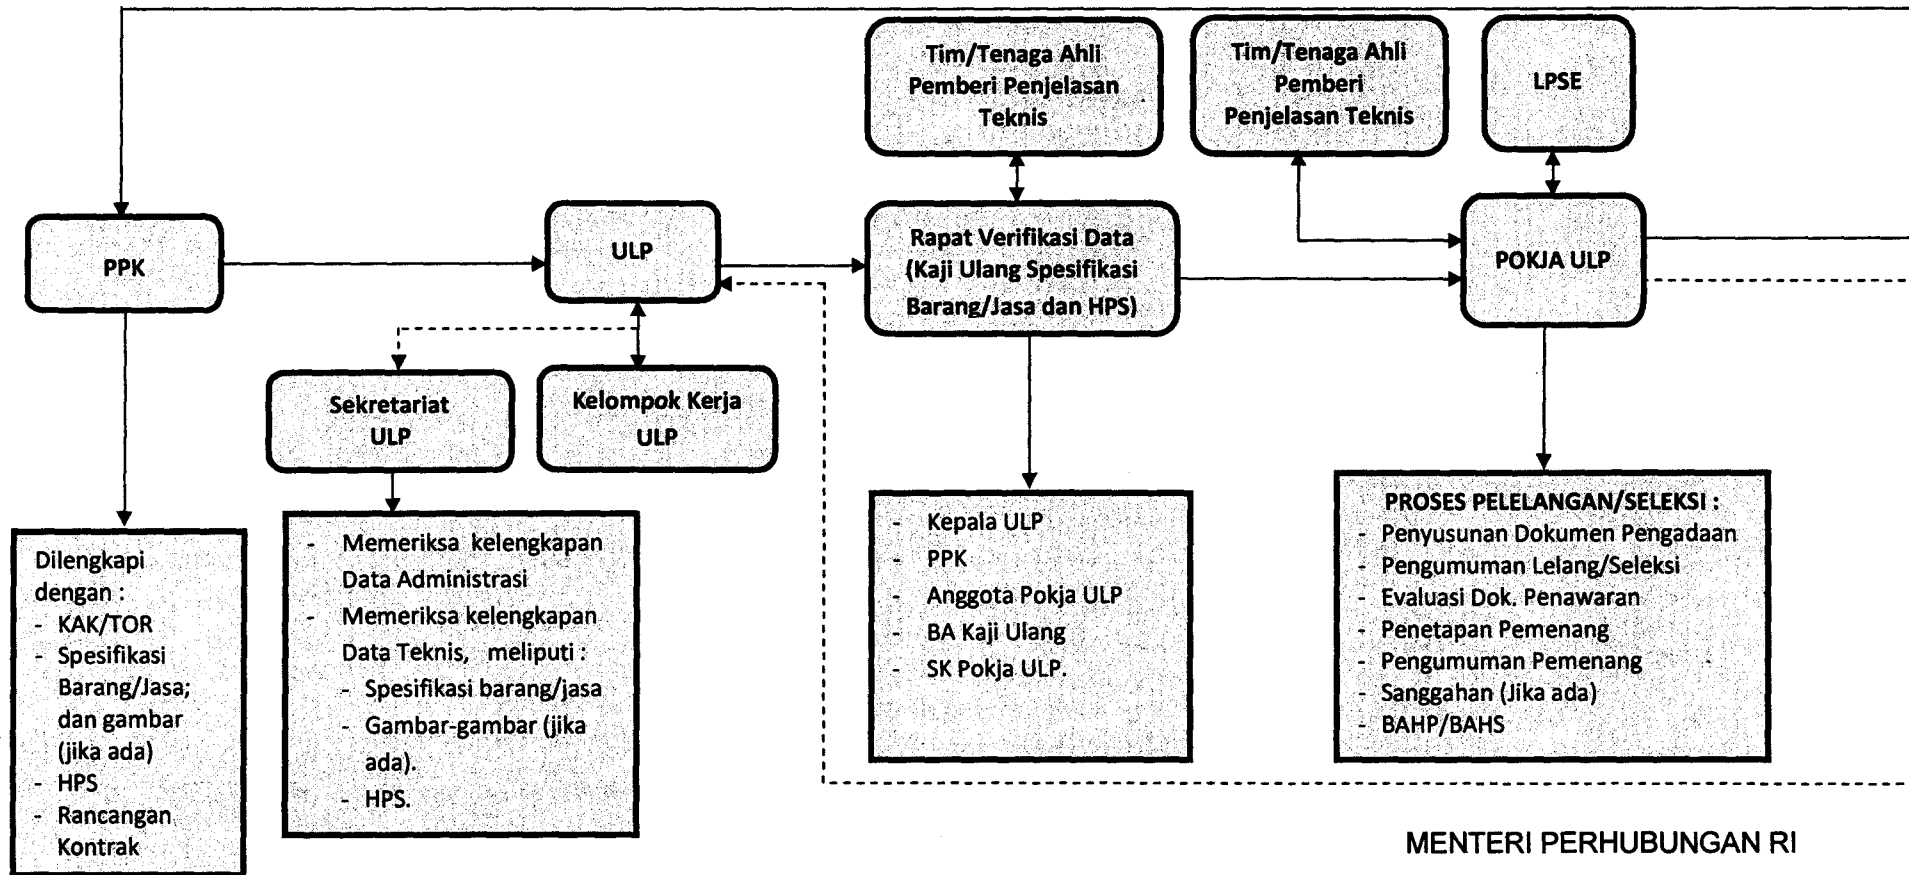 Tim/Tenaga Ahli
Pemberi Penjelasan
Teknis
Tim/Tenaga Ahli
Pemberi
Penjelasan Teknis
LPSE
PPK
ULP
Rapat Verifikasi Data
(Kaji Ulang Spesifikasi
Barang/Jasa dan HPS)
POKJA ULP
Sekretariat
ULP
Kelompok Kerja
ULP
Dilengkapi
dengan :
- KAK/TOR
- Spesifikasi
Barang/Jasa;
dan gambar
(jika ada)
- HPS
- Rancangan
Kontrak
- Memeriksa kelengkapan
Data Administrasi
- Memeriksa kelengkapan
Data Teknis, meliputi :
- Spesifikasi barang/jasa
- Gambar-gambar (jika
ada).
- HPS.
- Kepala ULP
- PPK
- Anggota Pokja ULP
- BA Kaji Ulang
- SK Pokja ULP.
PROSES PELELANGAN/SELEKSI :
- Penyusunan Dokumen Pengadaan
- Pengumuman Lelang/Seleksi
- Evaluasi Dok. Penawaran
- Penetapan Pemenang
- Pengumuman Pemenang
- Sanggahan (Jika ada)
- BAHP/BAHS
MENTERI PERHUBUNGAN RI